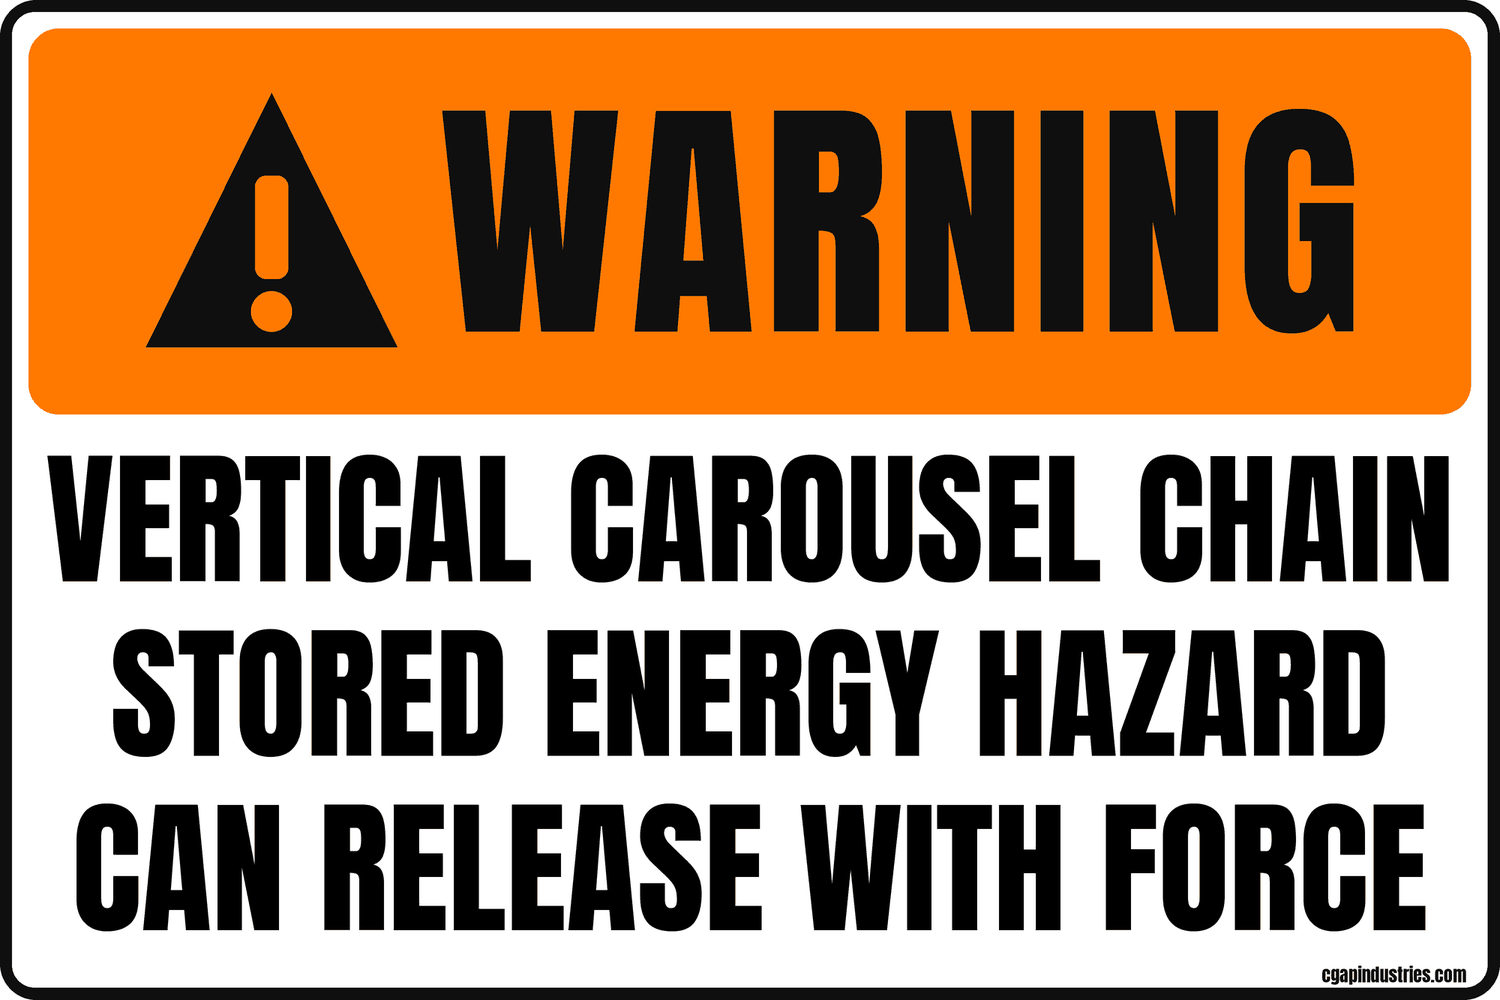 WARNING
VERTICAL CAROUSEL CHAIN
STORED ENERGY HAZARD
CAN RELEASE WITH FORCE
cgapindustries.com